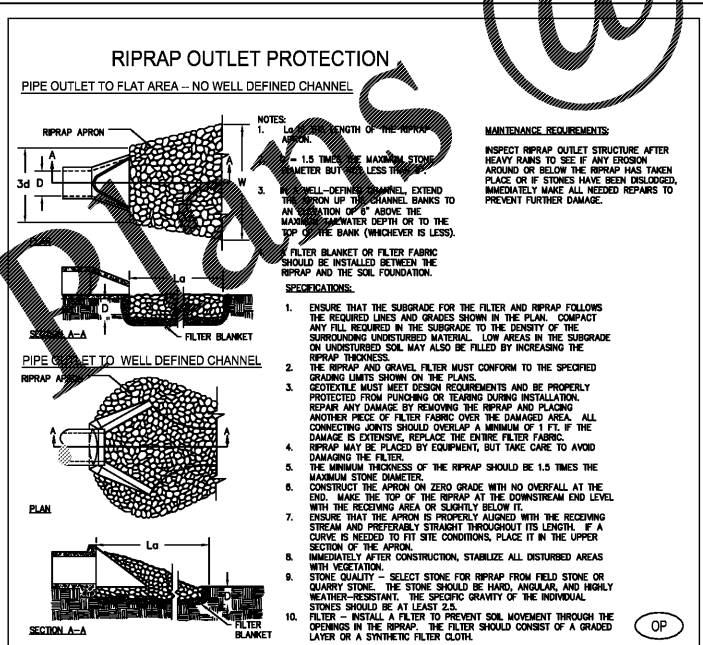 RIPRAP OUTLET PROTECTION
PIPE OUTLET TO FLAT AREA -- NO WELL DEFINED CHANNEL
RIPRAP APRON
A
A
3d
D
W
PLAN
La
D
FILTER BLANKET
SECTION A-A
PIPE OUTLET TO WELL DEFINED CHANNEL
RIPRAP APRON
A
A
PLAN
La
D
FILTER
BLANKET
SECTION A-A
NOTES:
1. La IS THE LENGTH OF THE RIPRAP
APRON.
= 1.5 TIMES THE MAXIMUM STONE
DIAMETER BUT NOT LESS THAN
3. IN A WELL-DEFINED CHANNEL, EXTEND
THE APRON UP THE CHANNEL BANKS TO
AN ELEVATION OF 6" ABOVE THE
MAXIMUM TAILWATER DEPTH OR TO THE
TOP OF THE BANK (WHICHEVER IS LESS).
A FILTER BLANKET OR FILTER FABRIC
SHOULD BE INSTALLED BETWEEN THE
RIPRAP AND THE SOIL FOUNDATION.
MAINTENANCE REQUIREMENTS:
INSPECT RIPRAP OUTLET STRUCTURE AFTER
HEAVY RAINS TO SEE IF ANY EROSION
AROUND OR BELOW THE RIPRAP HAS TAKEN
PLACE OR IF STONES HAVE BEEN DISLODGED,
IMMEDIATELY MAKE ALL NEEDED REPAIRS TO
PREVENT FURTHER DAMAGE.
SPECIFICATIONS:
1. ENSURE THAT THE SUBGRADE FOR THE FILTER AND RIPRAP FOLLOWS
THE REQUIRED LINES AND GRADES SHOWN IN THE PLAN. COMPACT
ANY FILL REQUIRED IN THE SUBGRADE TO THE DENSITY OF THE
SURROUNDING UNDISTURBED MATERIAL. LOW AREAS IN THE SUBGRADE
ON UNDISTURBED SOIL MAY ALSO BE FILLED BY INCREASING THE
RIPRAP THICKNESS.
2. THE RIPRAP AND GRAVEL FILTER MUST CONFORM TO THE SPECIFIED
GRADING LIMITS SHOWN ON THE PLANS.
3. GEOTEXTILE MUST MEET DESIGN REQUIREMENTS AND BE PROPERLY
PROTECTED FROM PUNCHING OR TEARING DURING INSTALLATION.
REPAIR ANY DAMAGE BY REMOVING THE RIPRAP AND PLACING
ANOTHER PIECE OF FILTER FABRIC OVER THE DAMAGED AREA. ALL
CONNECTING JOINTS SHOULD OVERLAP A MINIMUM OF 1 FT. IF THE
DAMAGE IS EXTENSIVE, REPLACE THE ENTIRE FILTER FABRIC.
4. RIPRAP MAY BE PLACED BY EQUIPMENT, BUT TAKE CARE TO AVOID
DAMAGING THE FILTER.
5. THE MINIMUM THICKNESS OF THE RIPRAP SHOULD BE 1.5 TIMES THE
MAXIMUM STONE DIAMETER.
6. CONSTRUCT THE APRON ON ZERO GRADE WITH NO OVERFALL AT THE
END. MAKE THE TOP OF THE RIPRAP AT THE DOWNSTREAM END LEVEL
WITH THE RECEIVING AREA OR SLIGHTLY BELOW IT.
7. ENSURE THAT THE APRON IS PROPERLY ALIGNED WITH THE RECEIVING
STREAM AND PREFERABLY STRAIGHT THROUGHOUT ITS LENGTH. IF A
CURVE IS NEEDED TO FIT SITE CONDITIONS, PLACE IT IN THE UPPER
SECTION OF THE APRON.
8. IMMEDIATELY AFTER CONSTRUCTION, STABILIZE ALL DISTURBED AREAS
WITH VEGETATION.
9. STONE QUALITY - SELECT STONE FOR RIPRAP FROM FIELD STONE OR
QUARRY STONE. THE STONE SHOULD BE HARD, ANGULAR, AND HIGHLY
WEATHER-RESISTANT. THE SPECIFIC GRAVITY OF THE INDIVIDUAL
STONES SHOULD BE AT LEAST 2.5.
10. FILTER - INSTALL A FILTER TO PREVENT SOIL MOVEMENT THROUGH THE
OPENINGS IN THE RIPRAP. THE FILTER SHOULD CONSIST OF A GRADED
LAYER OR A SYNTHETIC FILTER CLOTH.
OP
Plans @